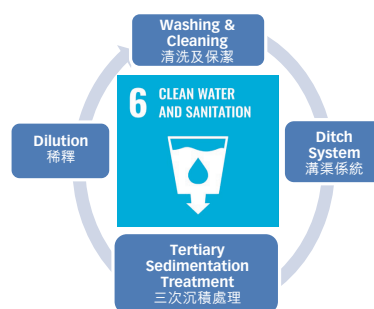 Washing &
Cleaning
清洗及保潔
6 CLEAN WATER
AND SANITATION
Dilution
稀釋
Ditch
System
溝渠係統
Tertiary
Sedimentation
Treatment
三次沉積處理